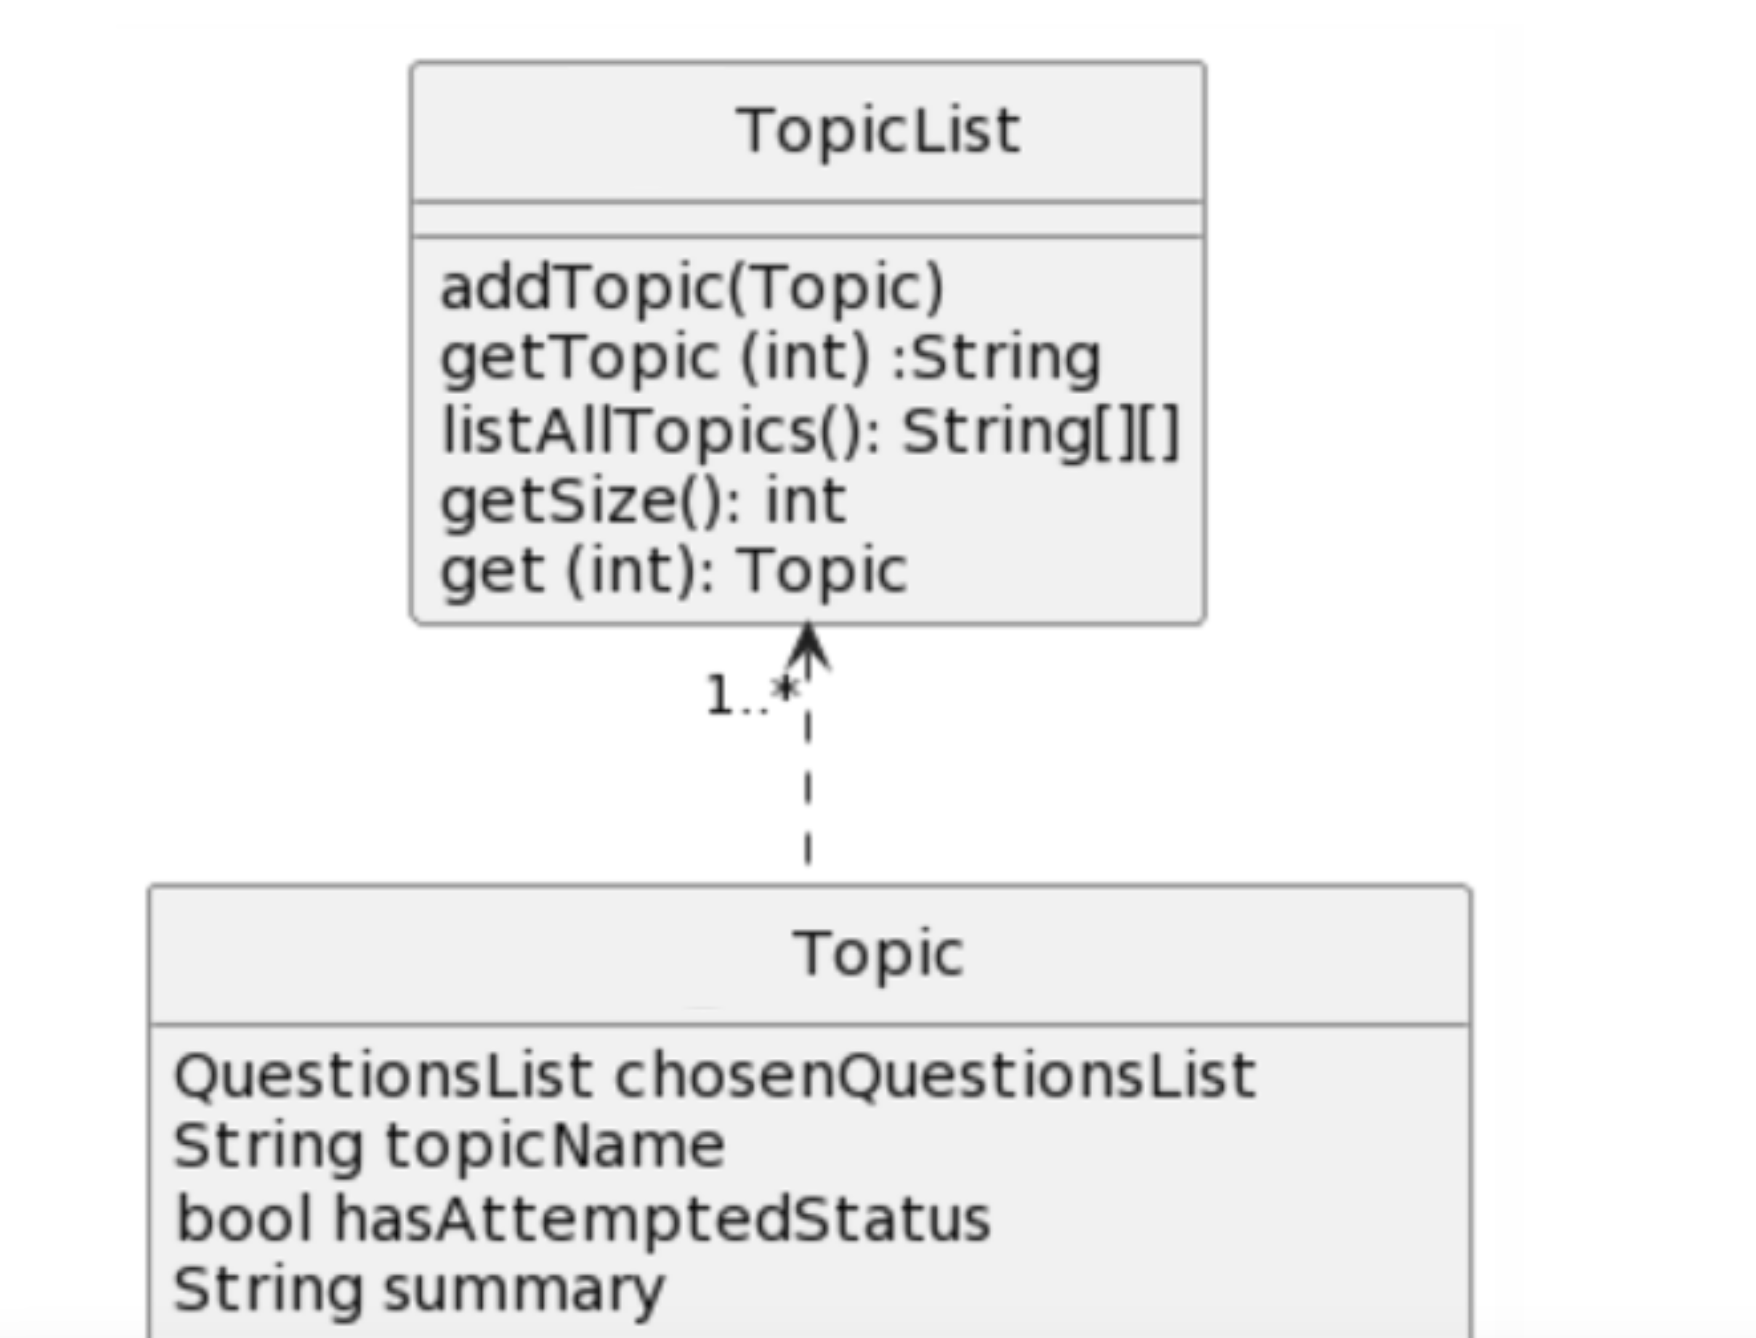 TopicList
addTopic(Topic)
getTopic (int) :String
listAllTopics(): String[][]
getSize(): int
get (int): Topic
1..*
Topic
QuestionsList chosenQuestionsList
String topicName
bool hasAttemptedStatus
String summary